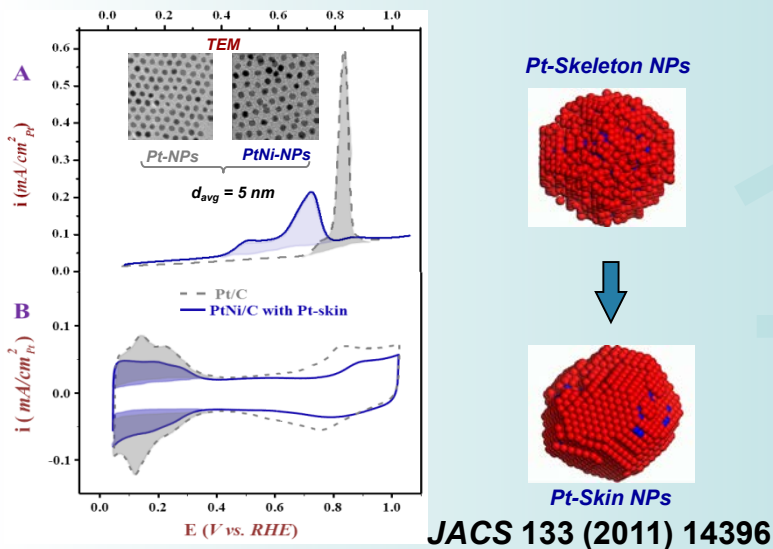 0.0 0.2 0.4 0.6 0.8 1.0
TEM
A
0.6
0.5
0.4
0.3
0.2
0.1
0.0
i (mA/cm²Pt)
Pt-NPs PtNi-NPs
davg = 5 nm
Pt/C
PtNi/C with Pt-skin
B
0.1
0.0
-0.1
i ( mA/cm²Pt)
0.0 0.2 0.4 0.6 0.8 1.0
E (V vs. RHE)
Pt-Skeleton NPs
Pt-Skin NPs
JACS 133 (2011) 14396